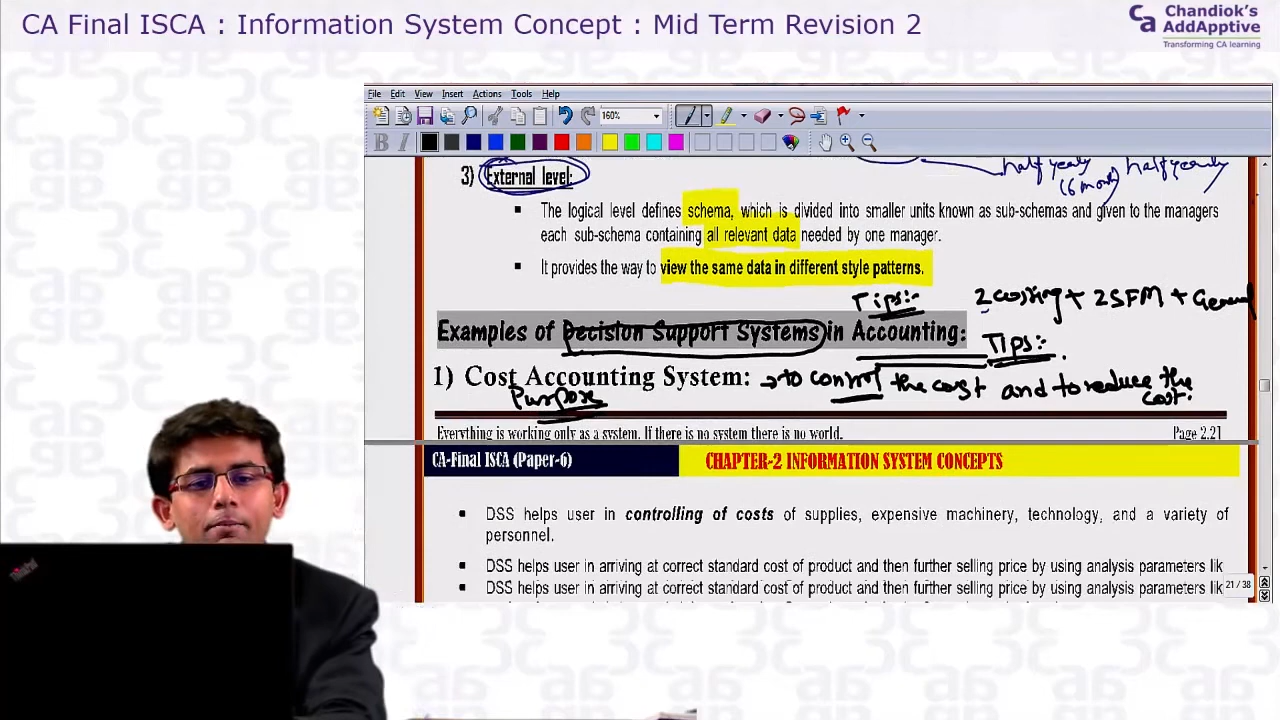 CA Final ISCA : Information System Concept : Mid Term Revision 2
Chandiok's
AddApptive
Transforming CA learning
Ca
File Edit View Insert Actions Tools Help
160%
B I
half yearly half yearly
(6 month)
3) External level:
▪ The logical level defines schema, which is divided into smaller units known as sub-schemas and given to the managers
each sub-schema containing all relevant data needed by one manager.
▪ It provides the way to view the same data in different style patterns.
Tips:- 2 costing + 2 SFM + General
Examples of Decision Support Systems in Accounting:
Tips:-
1) Cost Accounting System: → to control the cost and to reduce the
cost.
Purpose
Everything is working only as a system. If there is no system there is no world. Page 2.21
CA-Final ISCA (Paper-6) CHAPTER-2 INFORMATION SYSTEM CONCEPTS
▪ DSS helps user in controlling of costs of supplies, expensive machinery, technology, and a variety of
personnel.
▪ DSS helps user in arriving at correct standard cost of product and then further selling price by using analysis parameters like
▪ DSS helps user in arriving at correct standard cost of product and then further selling price by using analysis parameters like
21 / 38